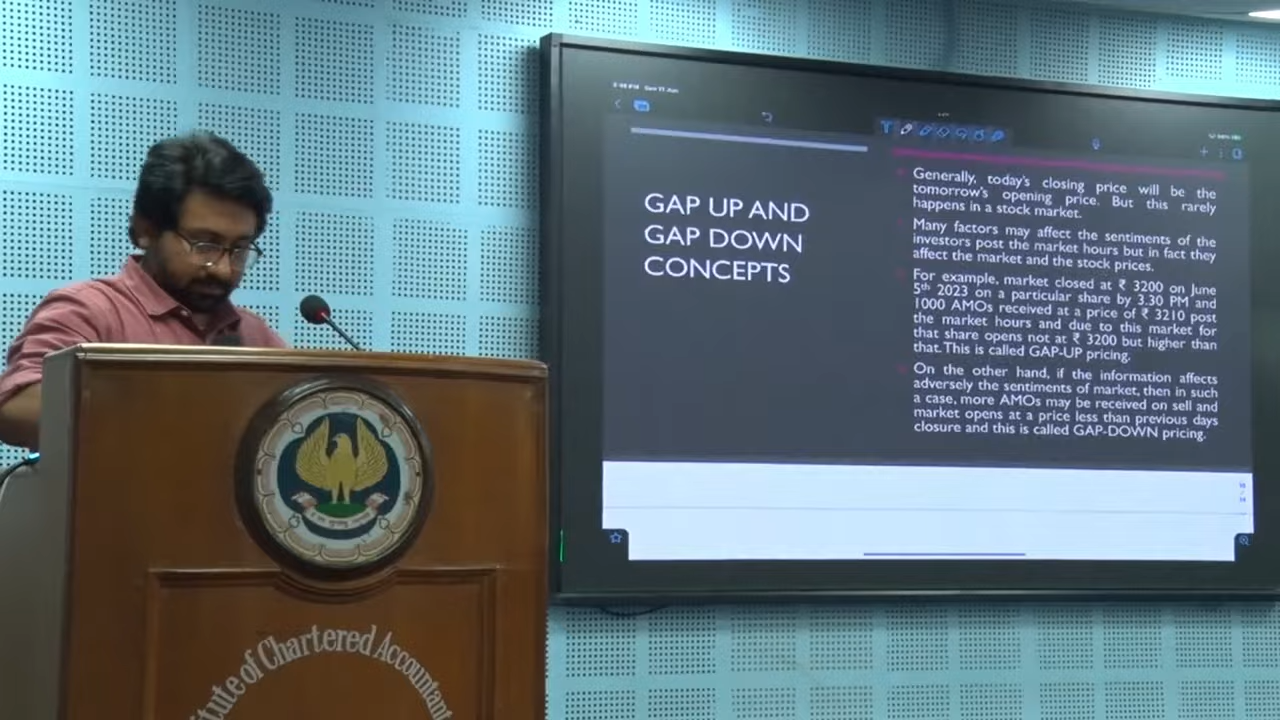 GAP UP AND
GAP DOWN
CONCEPTS
Generally, today's closing price will be the
tomorrow's opening price. But this rarely
happens in a stock market.
Many factors may affect the sentiments of the
investors post the market hours but in fact they
affect the market and the stock prices.
For example, market closed at ₹ 3200 on June
5th 2023 on a particular share by 3.30 PM and
1000 AMOs received at a price of ₹ 3210 post
the market hours and due to this market for
that share opens not at ₹ 3200 but higher than
that. This is called GAP-UP pricing.
On the other hand, if the information affects
adversely the sentiments of market, then in such
a case, more AMOs may be received on sell and
market opens at a price less than previous days
closure and this is called GAP-DOWN pricing.
tute of Chartered Accountant